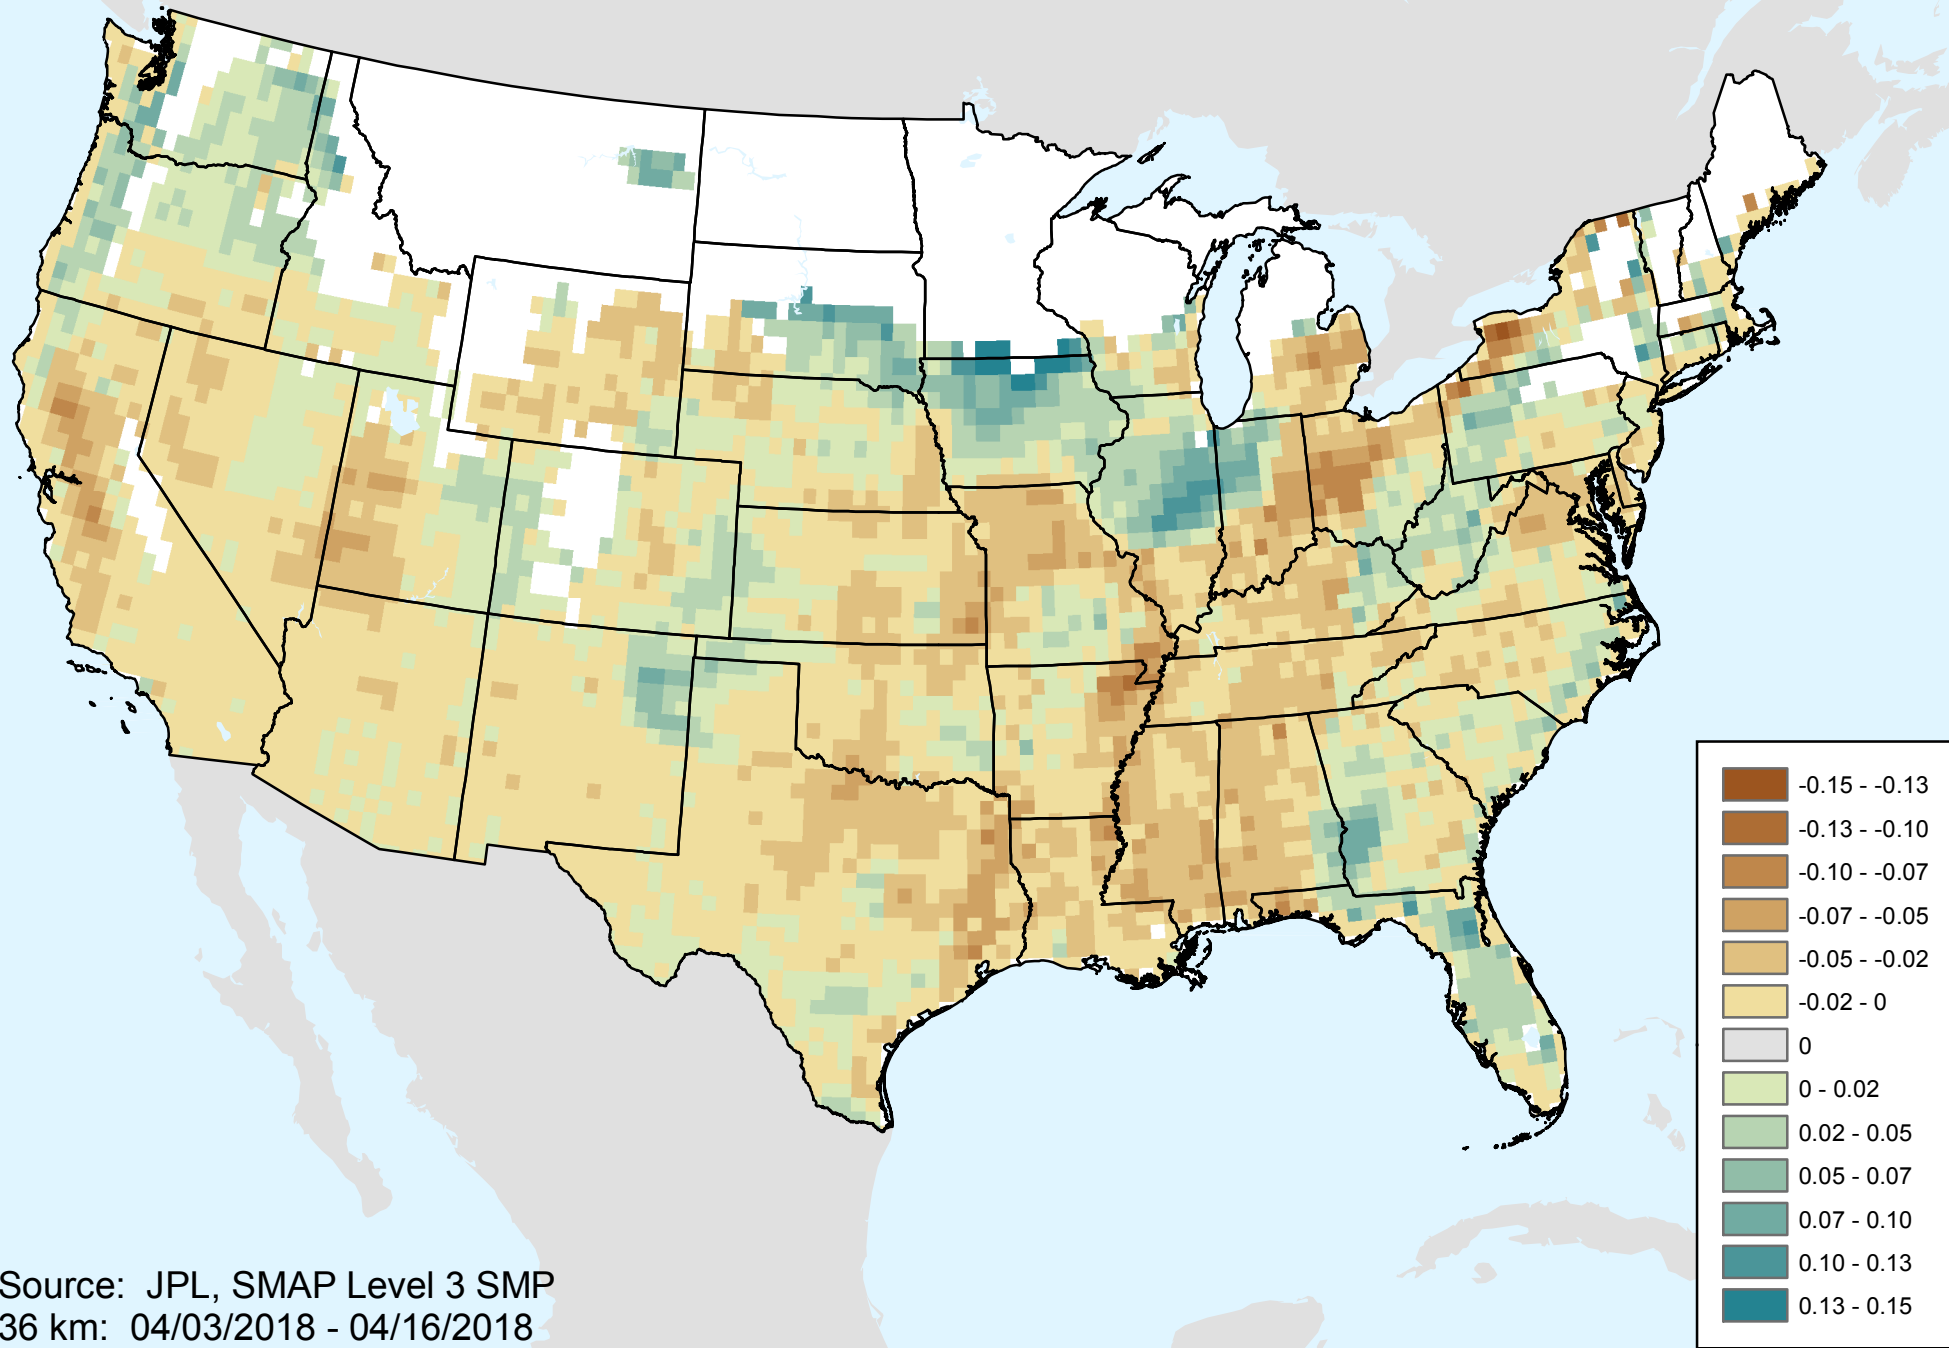 -0.15 - -0.13
-0.13 - -0.10
-0.10 - -0.07
-0.07 - -0.05
-0.05 - -0.02
-0.02 - 0
0
0 - 0.02
0.02 - 0.05
0.05 - 0.07
0.07 - 0.10
0.10 - 0.13
0.13 - 0.15
Source: JPL, SMAP Level 3 SMP
36 km: 04/03/2018 - 04/16/2018